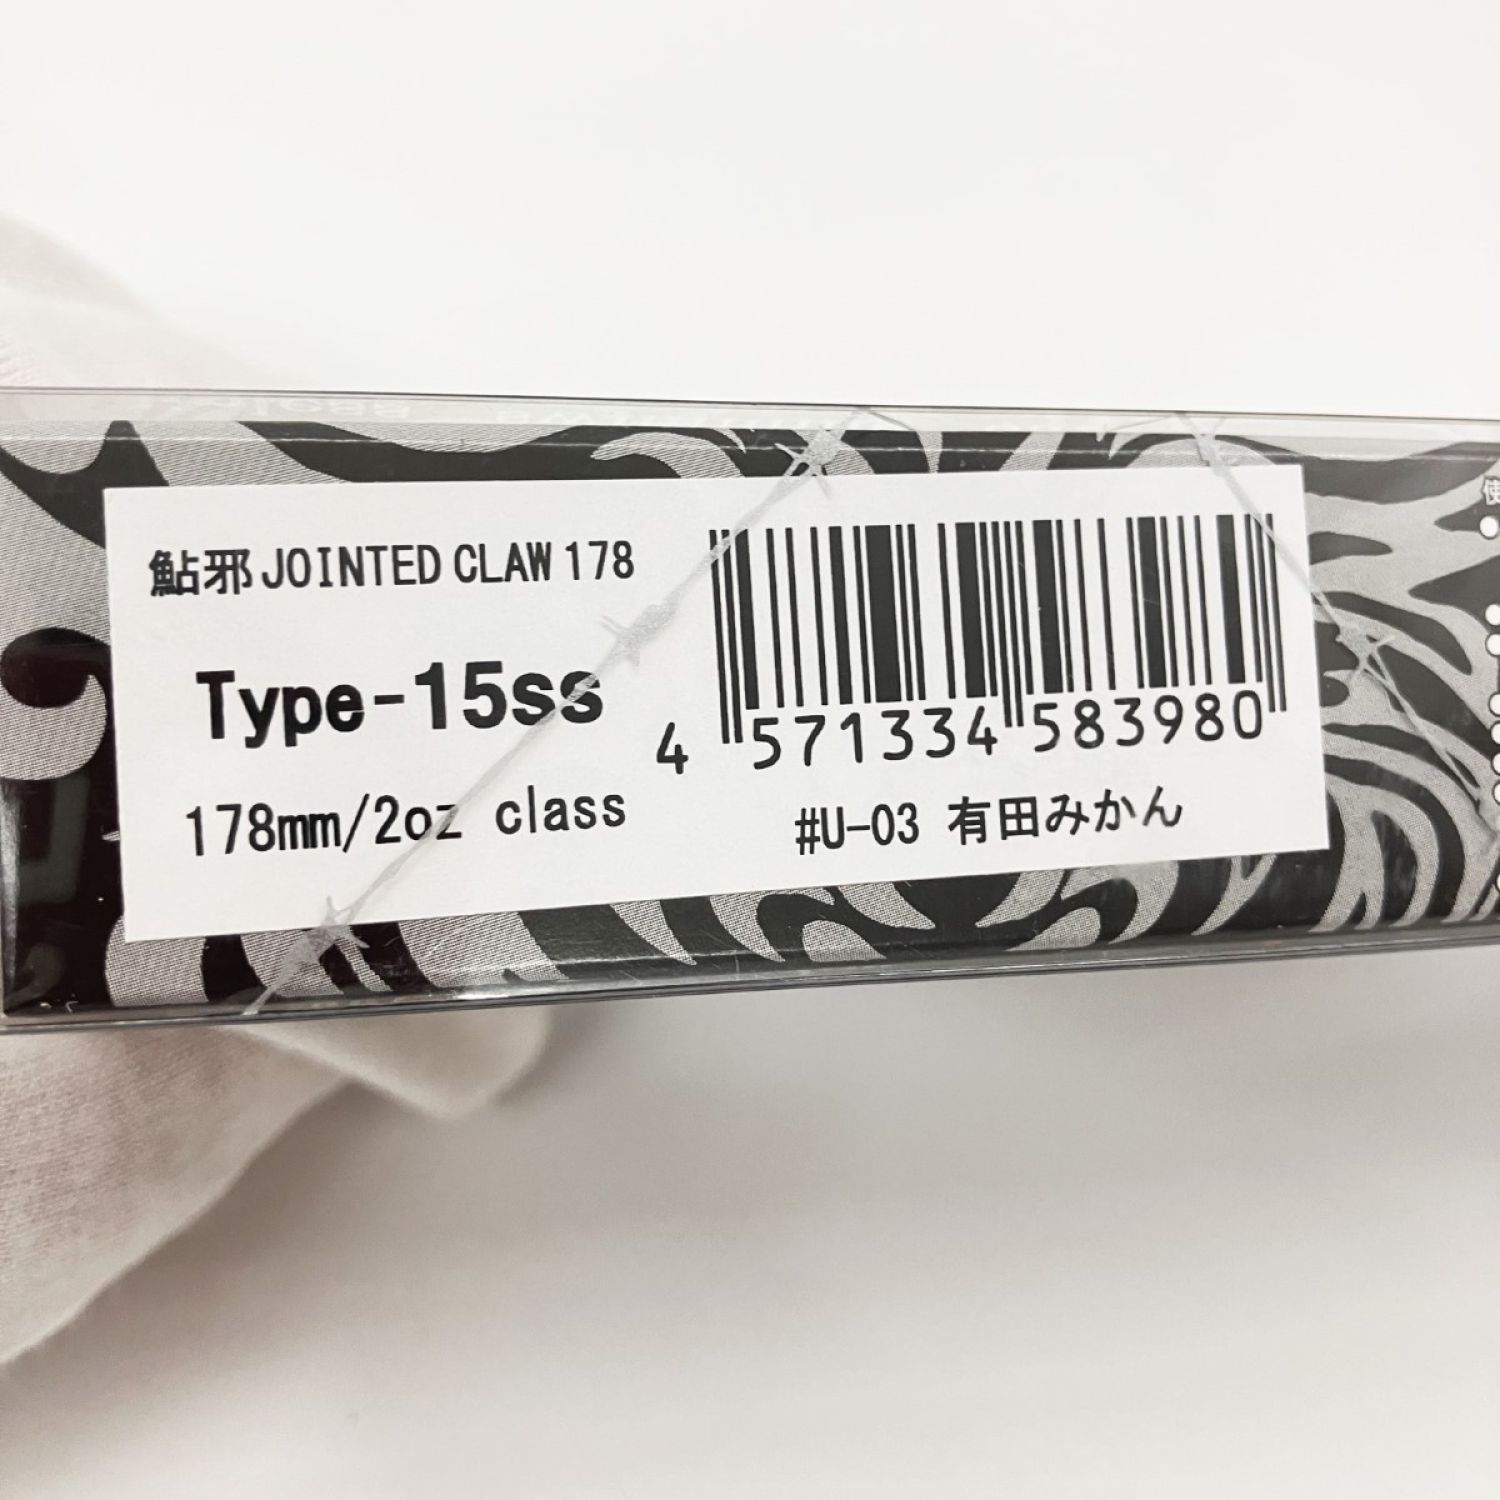 鮎邪 JOINTED CLAW 178
Type-15ss
178mm/2oz class
4 571334 583980
#U-03 有田みかん
使